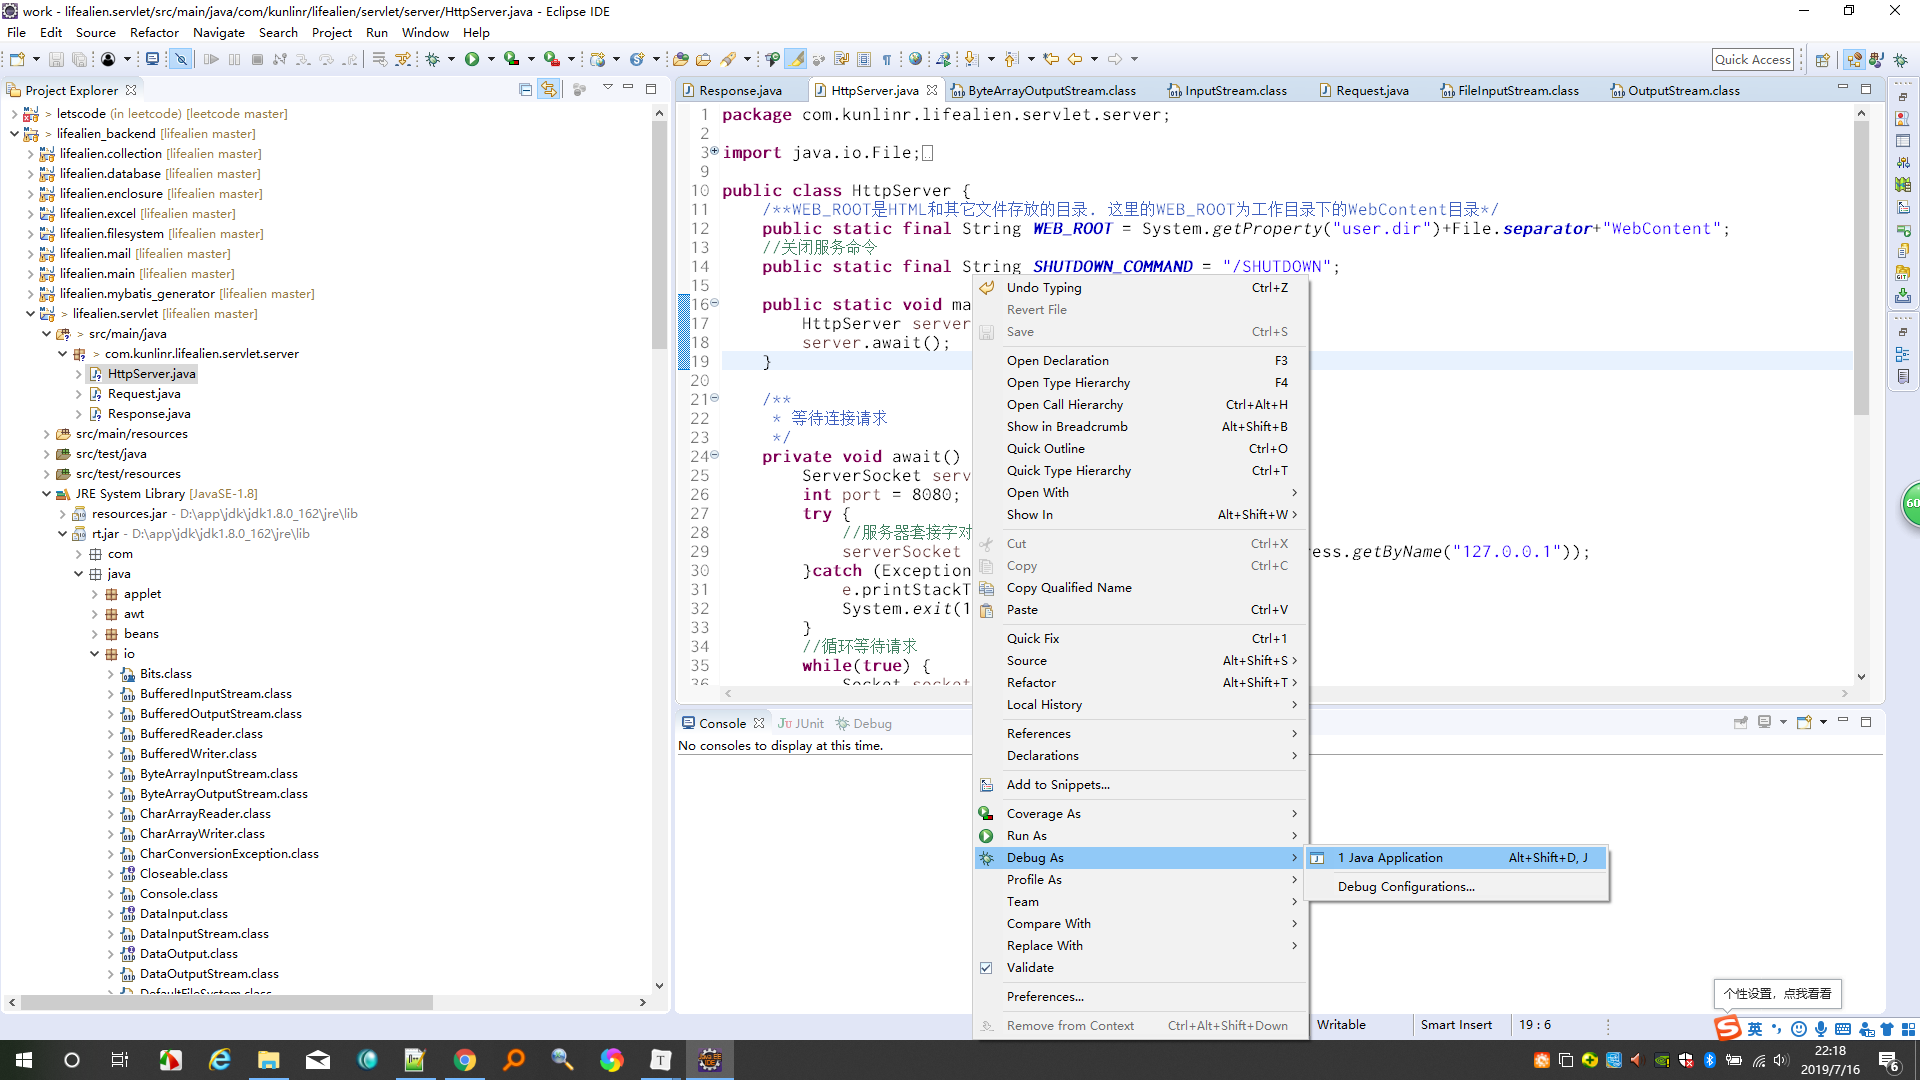 work - lifealien.servlet/src/main/java/com/kunlinr/lifealien/servlet/server/HttpServer.java - Eclipse IDE
File Edit Source Refactor Navigate Search Project Run Window Help
Quick Access
Project Explorer
> letscode (in leetcode) [leetcode master]
> lifealien_backend [lifealien master]
lifealien.collection [lifealien master]
lifealien.database [lifealien master]
lifealien.enclosure [lifealien master]
lifealien.excel [lifealien master]
lifealien.filesystem [lifealien master]
lifealien.mail [lifealien master]
lifealien.main [lifealien master]
lifealien.mybatis_generator [lifealien master]
> lifealien.servlet [lifealien master]
> src/main/java
> com.kunlinr.lifealien.servlet.server
HttpServer.java
Request.java
Response.java
src/main/resources
src/test/java
src/test/resources
JRE System Library [JavaSE-1.8]
resources.jar - D:\app\jdk\jdk1.8.0_162\jre\lib
rt.jar - D:\app\jdk\jdk1.8.0_162\jre\lib
com
java
applet
awt
beans
io
Bits.class
BufferedInputStream.class
BufferedOutputStream.class
BufferedReader.class
BufferedWriter.class
ByteArrayInputStream.class
ByteArrayOutputStream.class
CharArrayReader.class
CharArrayWriter.class
CharConversionException.class
Closeable.class
Console.class
DataInput.class
DataInputStream.class
DataOutput.class
DataOutputStream.class
DefaultFileSystem.class
Response.java HttpServer.java ByteArrayOutputStream.class InputStream.class Request.java FileInputStream.class OutputStream.class
1 package com.kunlinr.lifealien.servlet.server;
2
3 import java.io.File;
9
10 public class HttpServer {
11 /**WEB_ROOT是HTML和其它文件存放的目录. 这里的WEB_ROOT为工作目录下的WebContent目录*/
12 public static final String WEB_ROOT = System.getProperty("user.dir")+File.separator+"WebContent";
13 //关闭服务命令
14 public static final String SHUTDOWN_COMMAND = "/SHUTDOWN";
15
16 public static void ma
17 HttpServer server
18 server.await();
19 }
20
21 /**
22 * 等待连接请求
23 */
24 private void await()
25 ServerSocket serv
26 int port = 8080;
27 try {
28 //服务器套接字对
29 serverSocket ress.getByName("127.0.0.1"));
30 }catch (Exception
31 e.printStackT
32 System.exit(1
33 }
34 //循环等待请求
35 while(true) {
36 Socket socket
Undo Typing Ctrl+Z
Revert File
Save Ctrl+S
Open Declaration F3
Open Type Hierarchy F4
Open Call Hierarchy Ctrl+Alt+H
Show in Breadcrumb Alt+Shift+B
Quick Outline Ctrl+O
Quick Type Hierarchy Ctrl+T
Open With
Show In Alt+Shift+W
Cut Ctrl+X
Copy Ctrl+C
Copy Qualified Name
Paste Ctrl+V
Quick Fix Ctrl+1
Source Alt+Shift+S
Refactor Alt+Shift+T
Local History
References
Declarations
Add to Snippets...
Coverage As
Run As
Debug As
Profile As
Team
Compare With
Replace With
Validate
Preferences...
Remove from Context Ctrl+Alt+Shift+Down
1 Java Application Alt+Shift+D, J
Debug Configurations...
Console JUnit Debug
No consoles to display at this time.
60
个性设置，点我看看
Writable Smart Insert 19 : 6
英
22:18
2019/7/16
6